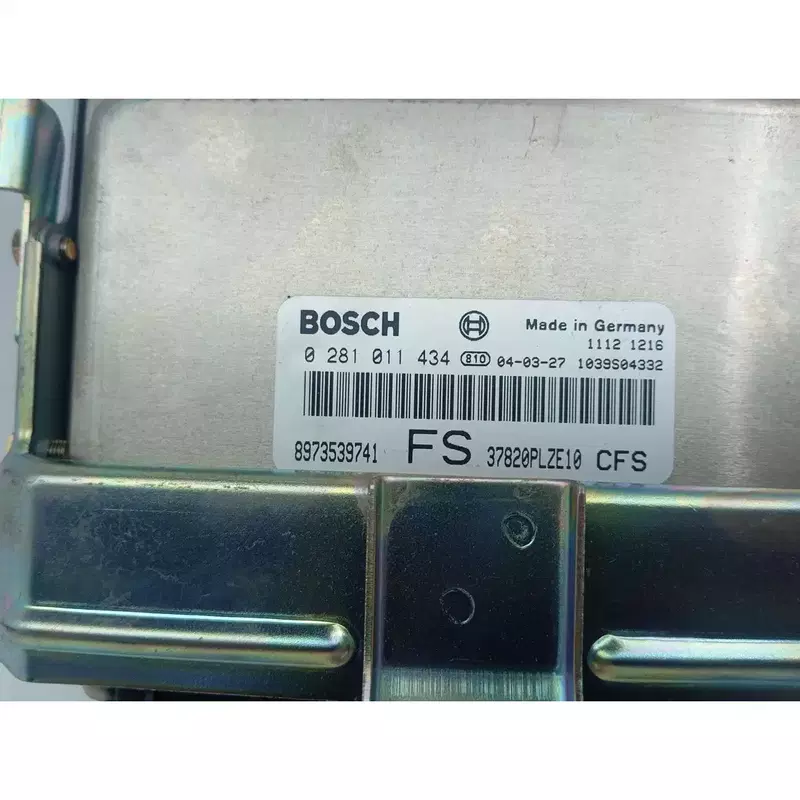 BOSCH Made in Germany
1112 1216
0 281 011 434 810 04-03-27 1039S04332
8973539741 FS 37820PLZE10 CFS